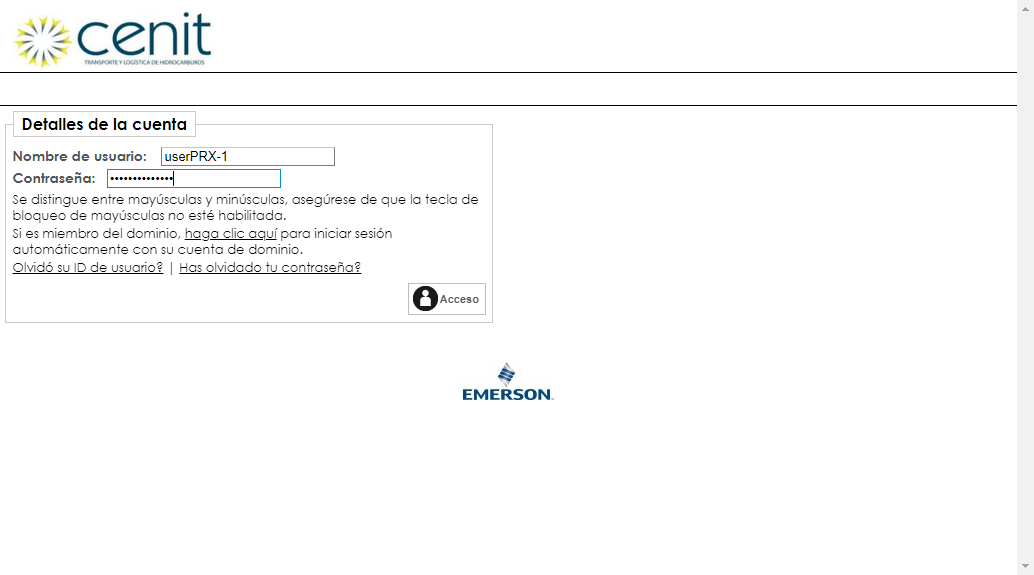 cenit
TRANSPORTE Y LOGÍSTICA DE HIDROCARBUROS
Detalles de la cuenta
Nombre de usuario: userPRX-1
Contraseña: ••••••••••••••
Se distingue entre mayúsculas y minúsculas, asegúrese de que la tecla de
bloqueo de mayúsculas no esté habilitada.
Si es miembro del dominio, haga clic aquí para iniciar sesión
automáticamente con su cuenta de dominio.
Olvidó su ID de usuario? | Has olvidado tu contraseña?
Acceso
EMERSON